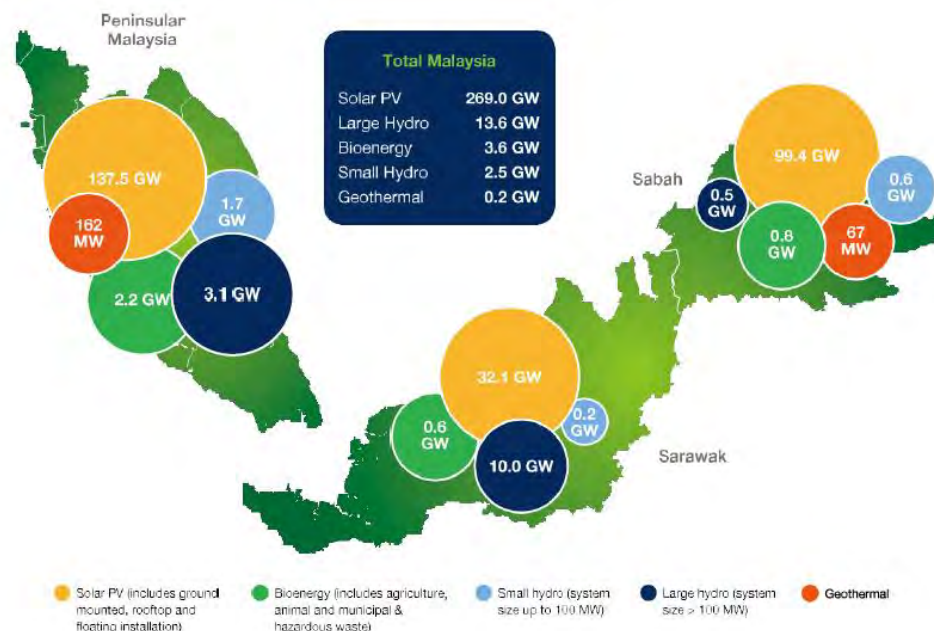 Peninsular
Malaysia
Total Malaysia
Solar PV 269.0 GW
Large Hydro 13.6 GW
Bioenergy 3.6 GW
Small Hydro 2.5 GW
Geothermal 0.2 GW
137.5 GW
162
MW
1.7
GW
2.2 GW
3.1 GW
Sabah
99.4 GW
0.5
GW
0.6
GW
0.8
GW
67
MW
32.1 GW
0.6
GW
0.2
GW
10.0 GW
Sarawak
Solar PV (includes ground
mounted, rooftop and
floating installation)
Bioenergy (includes agriculture,
animal and municipal &
hazardous waste)
Small hydro (system
size up to 100 MW)
Large hydro (system
size > 100 MW)
Geothermal